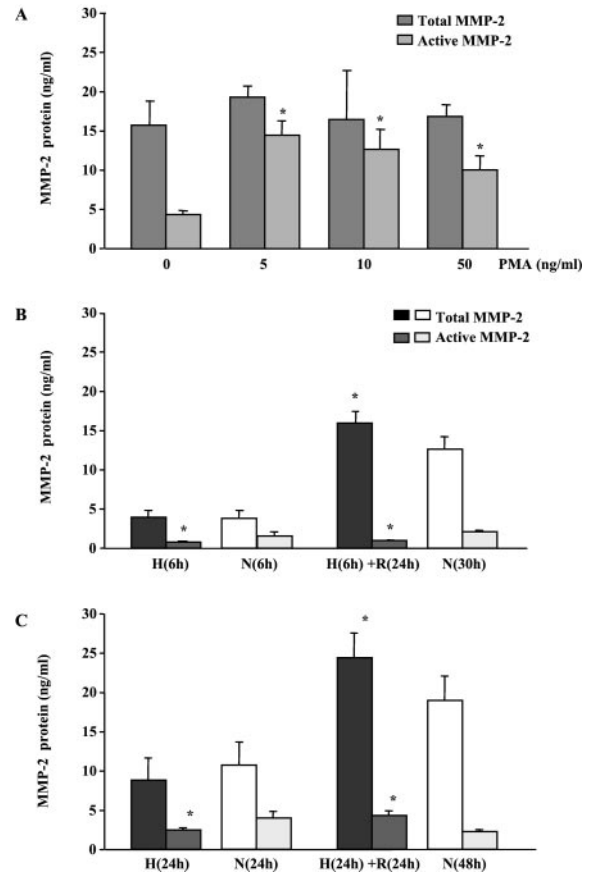 A
Total MMP-2
Active MMP-2
MMP-2 protein (ng/ml)
30
25
20
15
10
5
0
* * *
0 5 10 50 PMA (ng/ml)
B
Total MMP-2
Active MMP-2
MMP-2 protein (ng/ml)
30
25
20
15
10
5
0
* * *
H(6h) N(6h) H(6h) +R(24h) N(30h)
C
MMP-2 protein (ng/ml)
30
25
20
15
10
5
0
* * *
H(24h) N(24h) H(24h) +R(24h) N(48h)